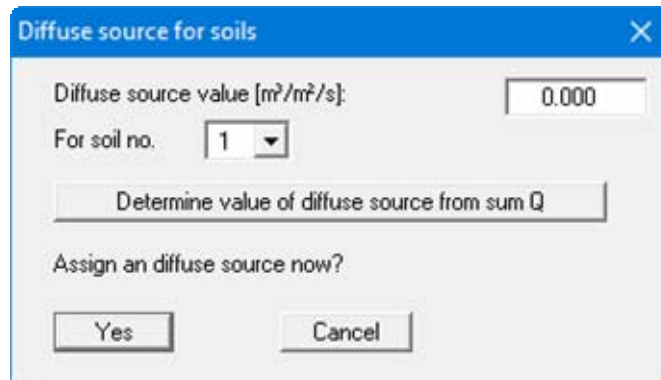 Diffuse source for soils
Diffuse source value [m³/m²/s]: 0.000
For soil no. 1
Determine value of diffuse source from sum Q
Assign an diffuse source now?
Yes Cancel